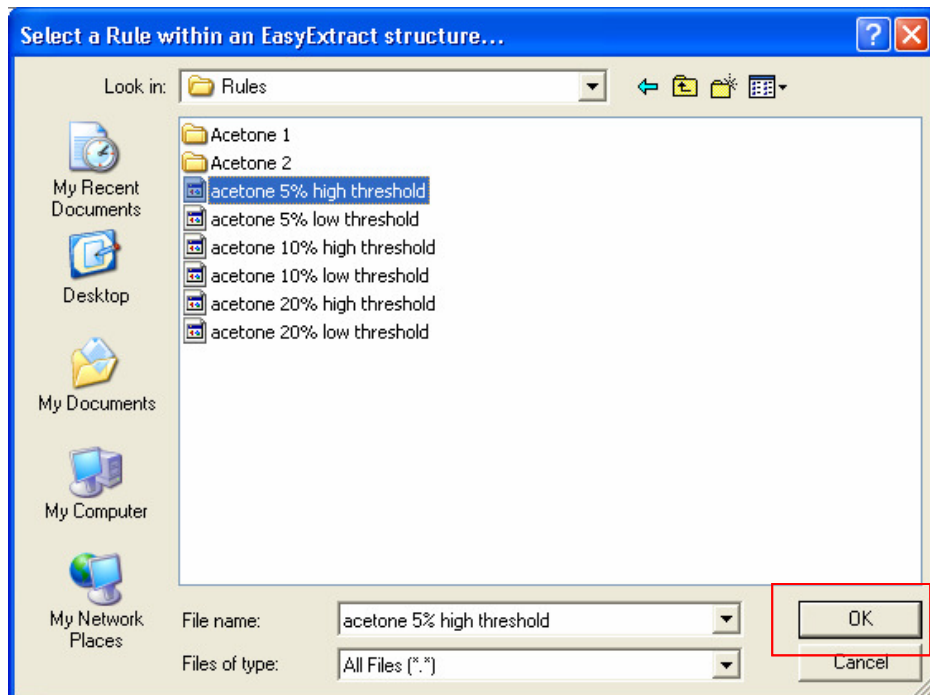 Select a Rule within an EasyExtract structure...
?
X
Look in:
Rules
My Recent
Documents
Desktop
My Documents
My Computer
My Network
Places
Acetone 1
Acetone 2
acetone 5% high threshold
acetone 5% low threshold
acetone 10% high threshold
acetone 10% low threshold
acetone 20% high threshold
acetone 20% low threshold
File name:
acetone 5% high threshold
OK
Files of type:
All Files (*.*)
Cancel